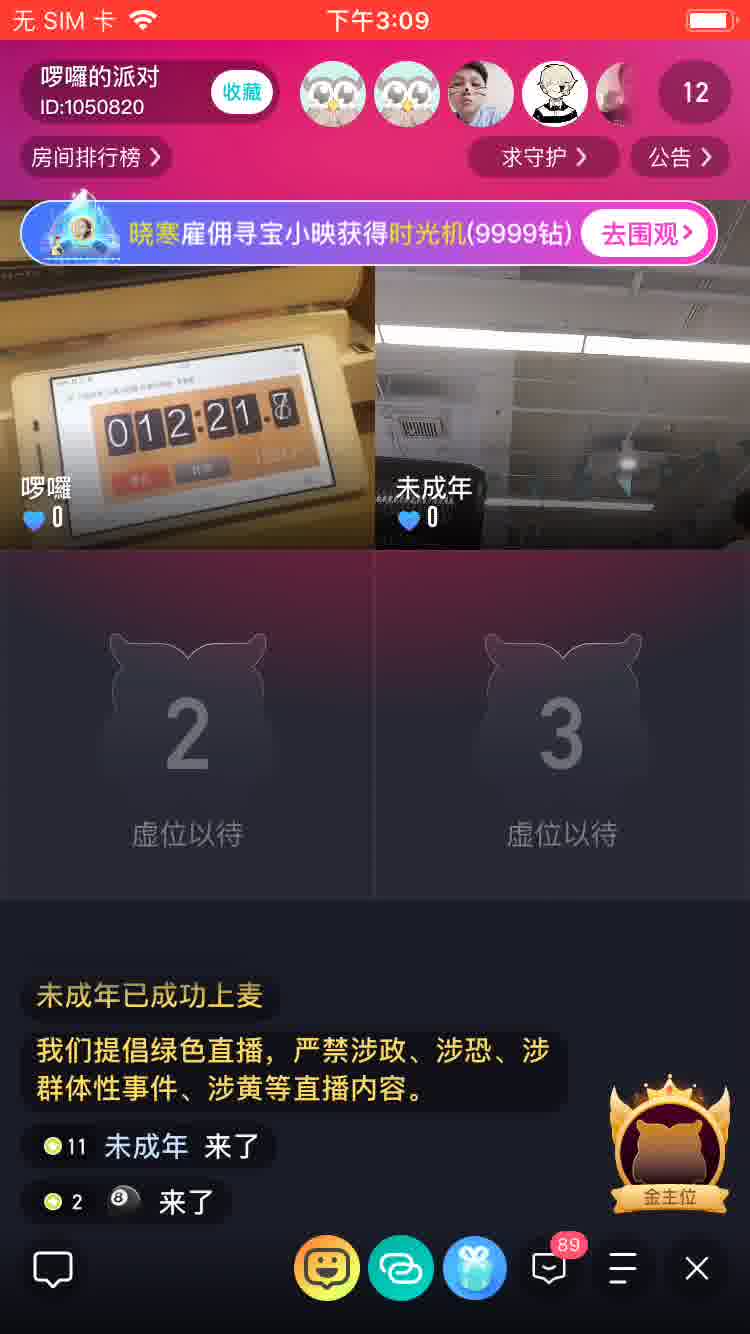 无 SIM 卡
下午3:09
啰囉的派对
ID:1050820
收藏
12
房间排行榜
求守护
公告
晓寒雇佣寻宝小映获得时光机(9999钻)
去围观
012:21.8
啰囉
0
未成年
0
2
虚位以待
3
虚位以待
未成年已成功上麦
我们提倡绿色直播，严禁涉政、涉恐、涉
群体性事件、涉黄等直播内容。
11 未成年 来了
2 8 来了
金主位
89